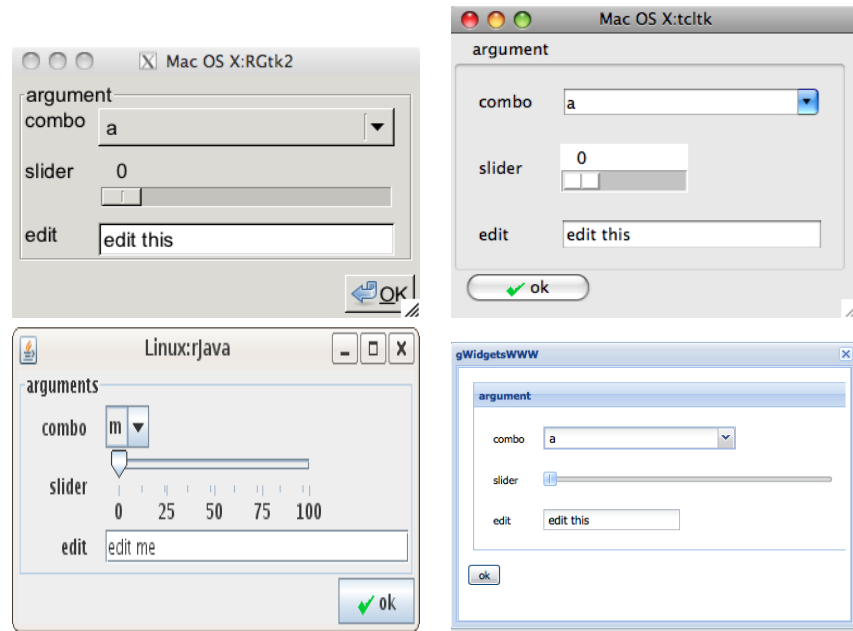 Mac OS X:RGtk2
argument
combo a
slider 0
edit edit this
OK
Mac OS X:tcltk
argument
combo a
slider 0
edit edit this
ok
Linux:rJava
arguments
combo m
slider
0 25 50 75 100
edit edit me
ok
gWidgetsWWW
argument
combo a
slider
edit edit this
ok